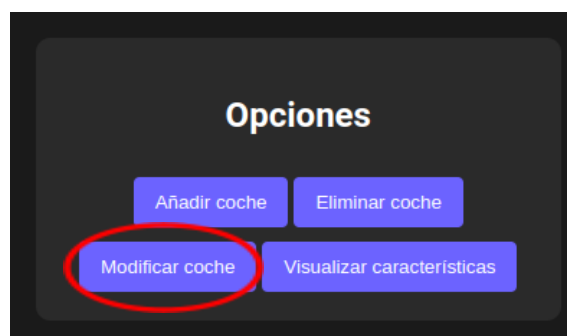 Opciones
Añadir coche Eliminar coche
Modificar coche Visualizar características